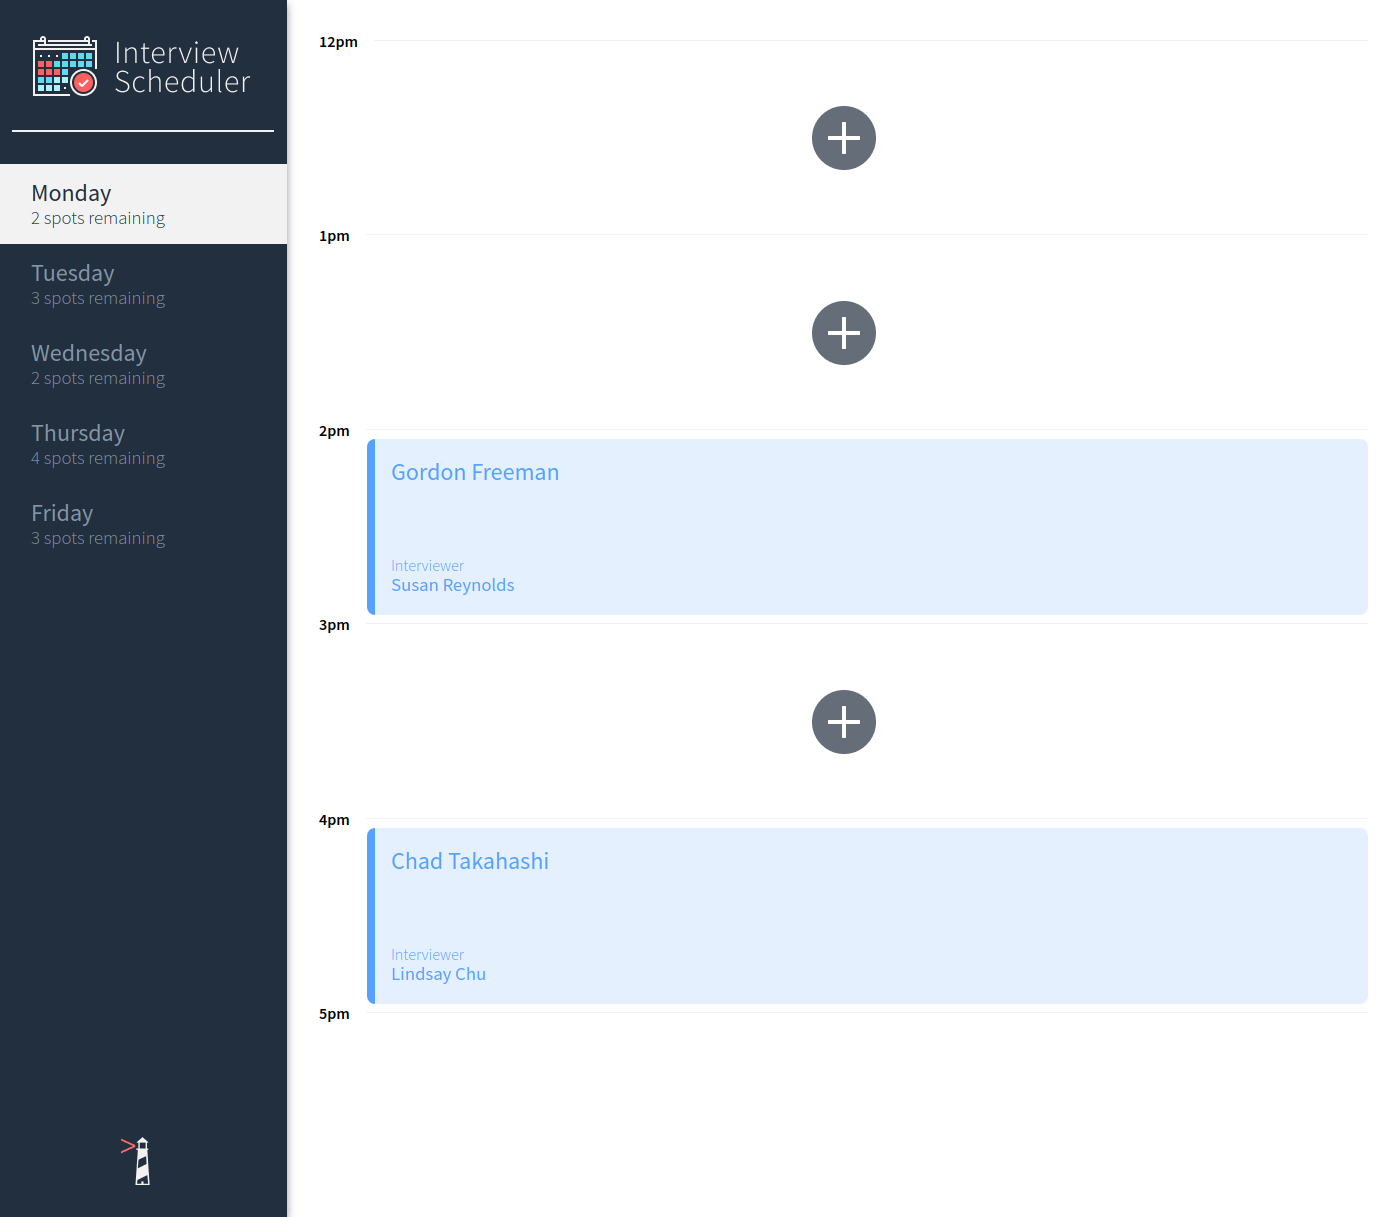 Interview
Scheduler
Monday
2 spots remaining
Tuesday
3 spots remaining
Wednesday
2 spots remaining
Thursday
4 spots remaining
Friday
3 spots remaining
12pm
1pm
2pm
Gordon Freeman
Interviewer
Susan Reynolds
3pm
4pm
Chad Takahashi
Interviewer
Lindsay Chu
5pm